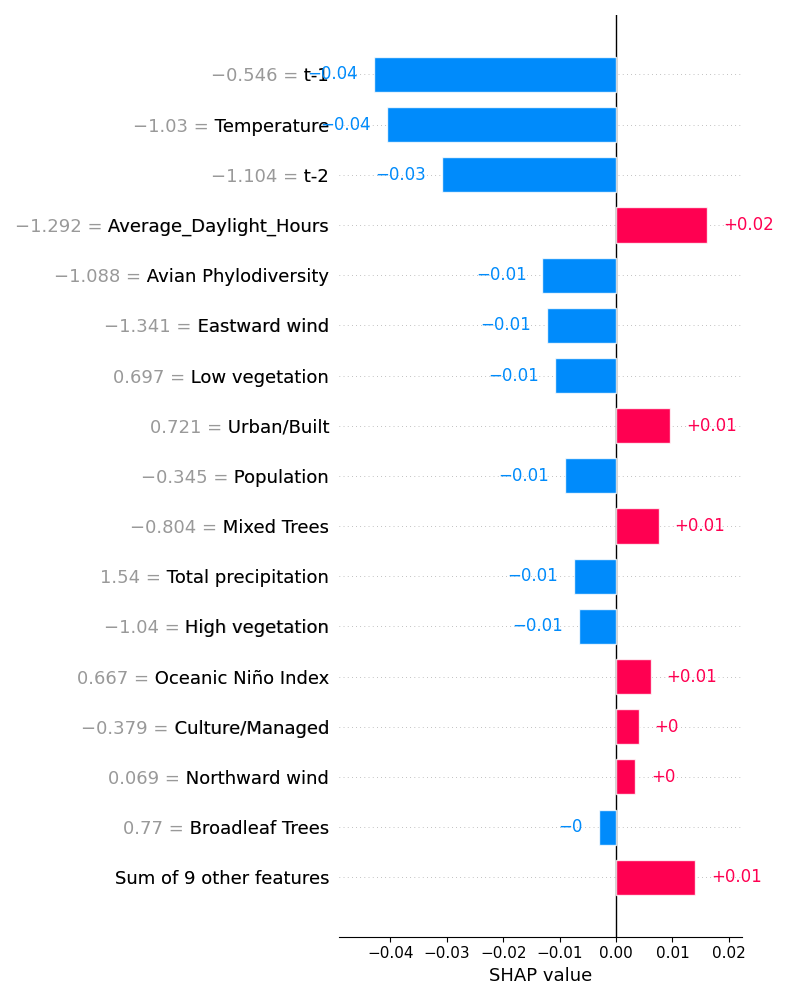 −0.546 = t-1 −0.04
−1.03 = Temperature −0.04
−1.104 = t-2 −0.03
−1.292 = Average_Daylight_Hours +0.02
−1.088 = Avian Phylodiversity −0.01
−1.341 = Eastward wind −0.01
0.697 = Low vegetation −0.01
0.721 = Urban/Built +0.01
−0.345 = Population −0.01
−0.804 = Mixed Trees +0.01
1.54 = Total precipitation −0.01
−1.04 = High vegetation −0.01
0.667 = Oceanic Niño Index +0.01
−0.379 = Culture/Managed +0
0.069 = Northward wind +0
0.77 = Broadleaf Trees −0
Sum of 9 other features +0.01
−0.04 −0.03 −0.02 −0.01 0.00 0.01 0.02
SHAP value